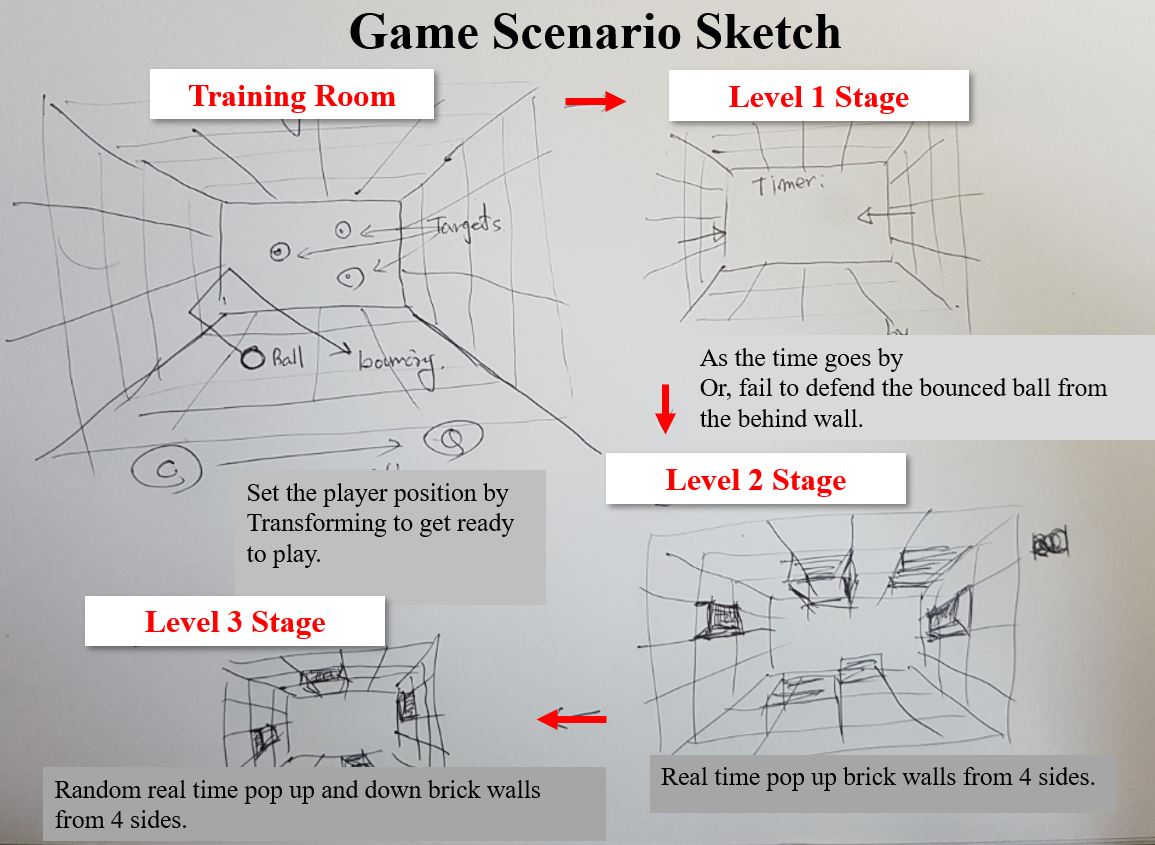 Game Scenario Sketch
Training Room
Targets
Ball
bouncing.
Set the player position by
Transforming to get ready
to play.
Level 1 Stage
Timer:
As the time goes by
Or, fail to defend the bounced ball from
the behind wall.
Level 2 Stage
Real time pop up brick walls from 4 sides.
Level 3 Stage
Random real time pop up and down brick walls
from 4 sides.